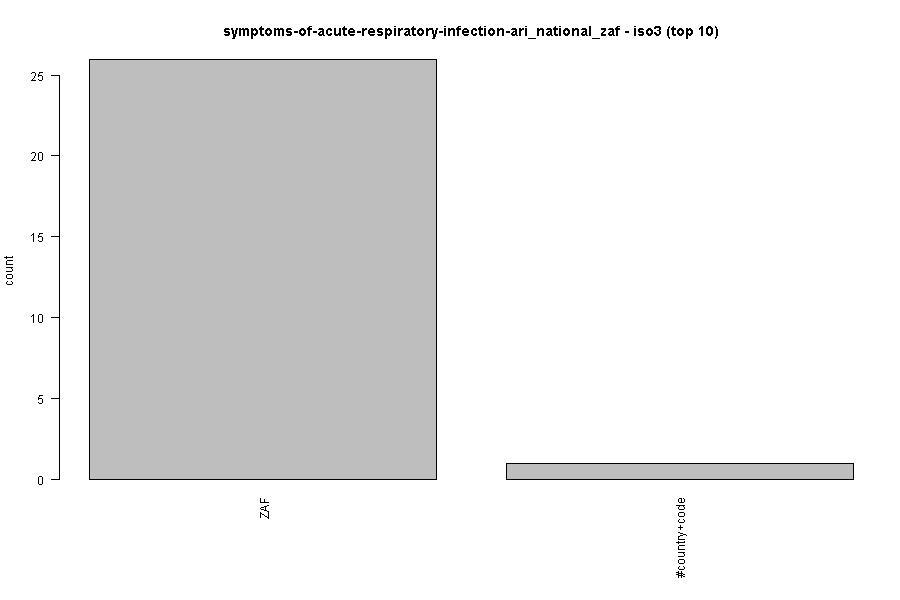 symptoms-of-acute-respiratory-infection-ari_national_zaf - iso3 (top 10)
count
25
20
15
10
5
0
ZAF
#country+code